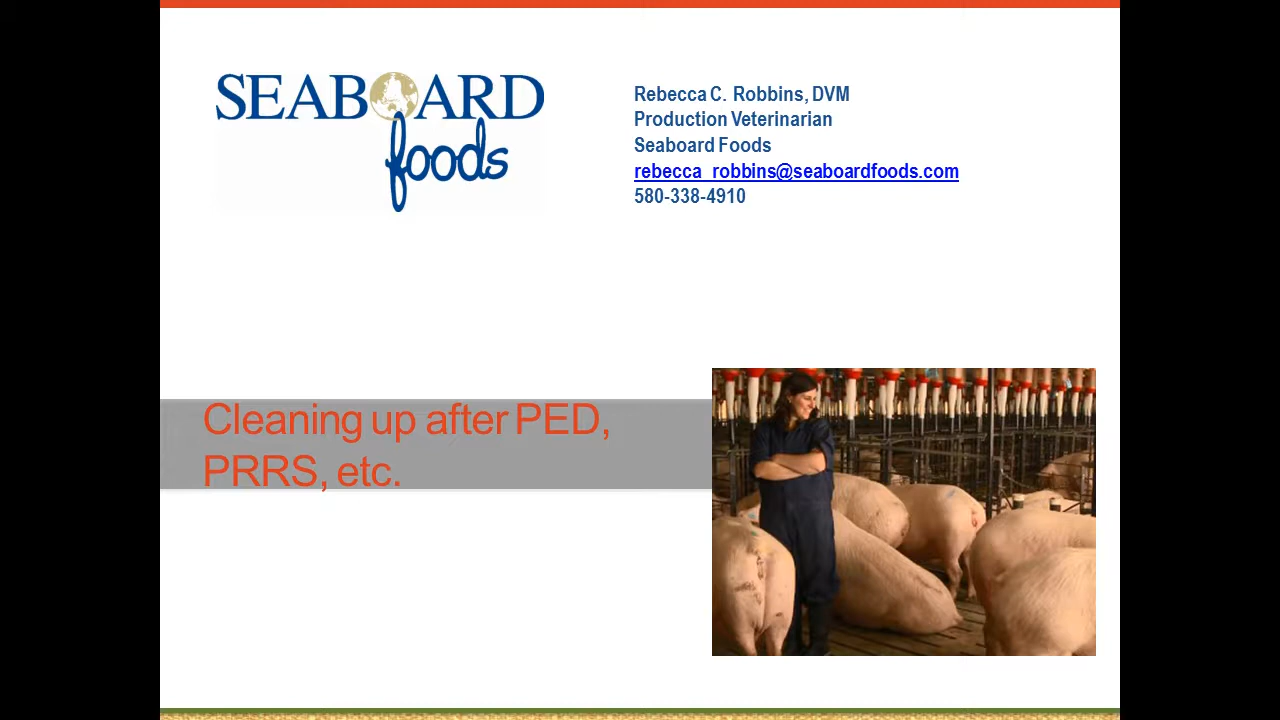 SEABOARD
foods
Rebecca C. Robbins, DVM
Production Veterinarian
Seaboard Foods
rebecca_robbins@seaboardfoods.com
580-338-4910
Cleaning up after PED,
PRRS, etc.